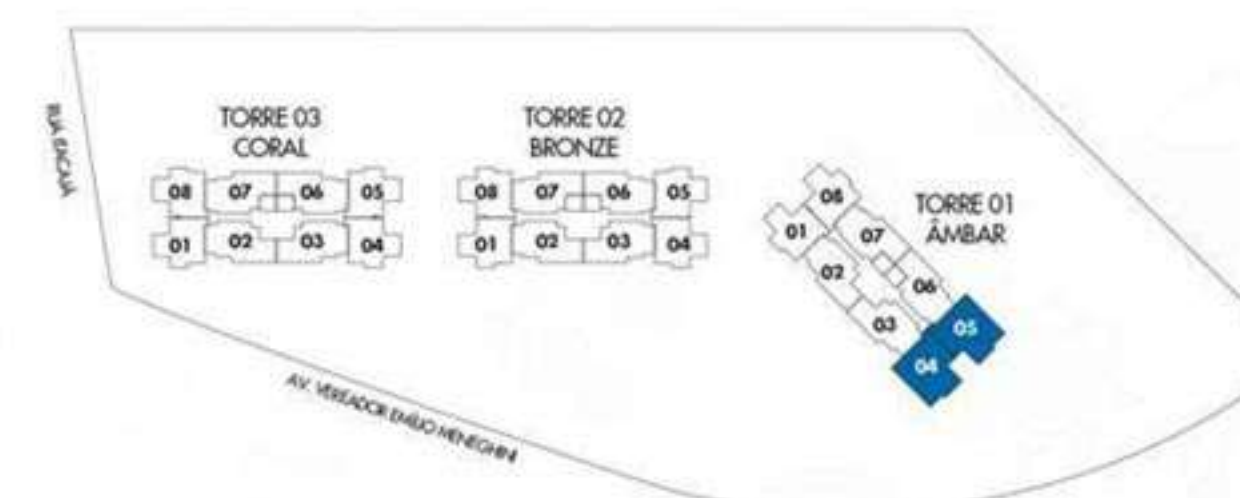 TORRE 03
CORAL
08 07 06 05
01 02 03 04
TORRE 02
BRONZE
08 07 06 05
01 02 03 04
TORRE 01
ÂMBAR
08
01
07
02
06
03
05
04
RUA
AV. VEREADOR EMÍLIO MENEGHINI